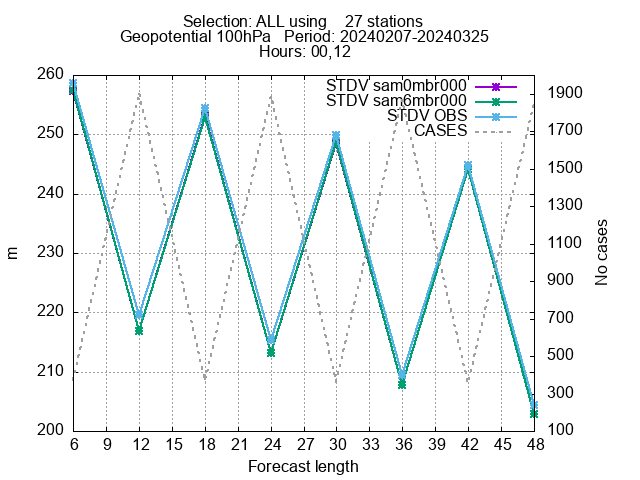 Selection: ALL using    27 stations
Geopotential 100hPa   Period: 20240207-20240325
Hours: 00,12
STDV sam0mbr000
STDV sam6mbr000
STDV OBS
CASES
260
250
240
230
220
210
200
m
1900
1700
1500
1300
1100
900
700
500
300
100
No cases
6 9 12 15 18 21 24 27 30 33 36 39 42 45 48
Forecast length